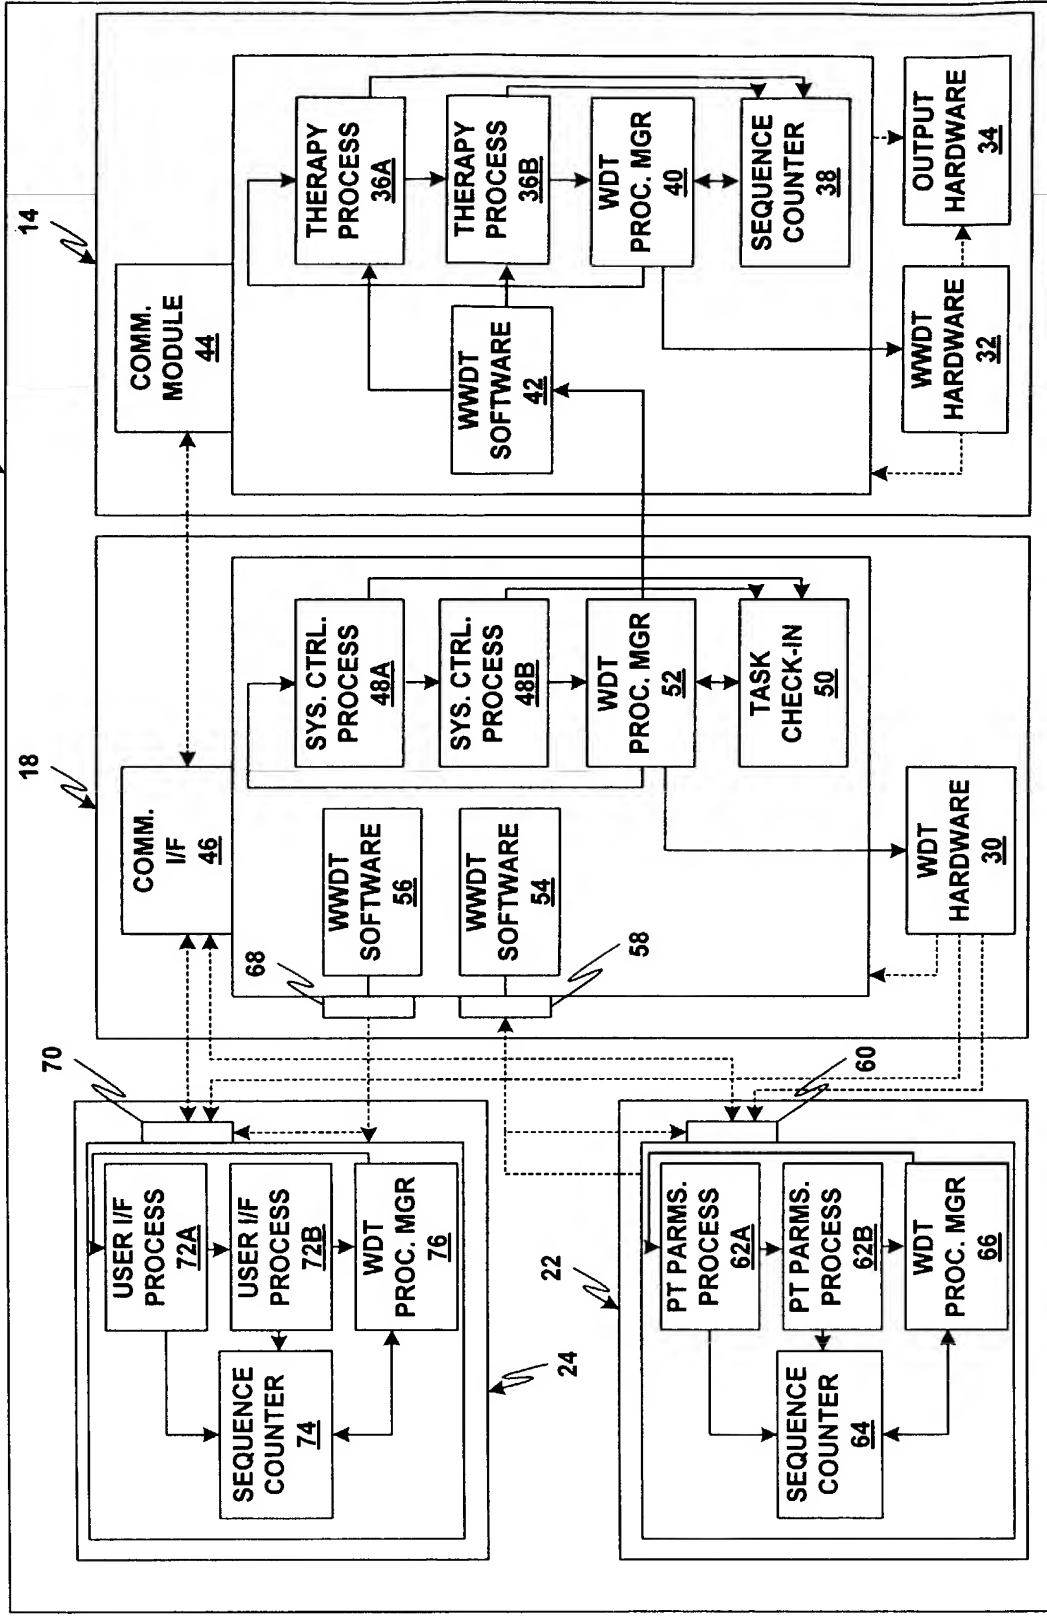 14
COMM.
MODULE
44
THERAPY
PROCESS
36A
THERAPY
PROCESS
36B
WDT
PROC. MGR
40
SEQUENCE
COUNTER
38
WWDT
SOFTWARE
42
WWDT
HARDWARE
32
OUTPUT
HARDWARE
34
18
COMM.
I/F
46
SYS. CTRL.
PROCESS
48A
SYS. CTRL.
PROCESS
48B
WDT
PROC. MGR
52
TASK
CHECK-IN
50
WWDT
SOFTWARE
56
WWDT
SOFTWARE
54
68
58
WDT
HARDWARE
30
70
60
USER I/F
PROCESS
72A
USER I/F
PROCESS
72B
WDT
PROC. MGR
76
SEQUENCE
COUNTER
74
24
22
PT PARMS.
PROCESS
62A
PT PARMS.
PROCESS
62B
WDT
PROC. MGR
66
SEQUENCE
COUNTER
64